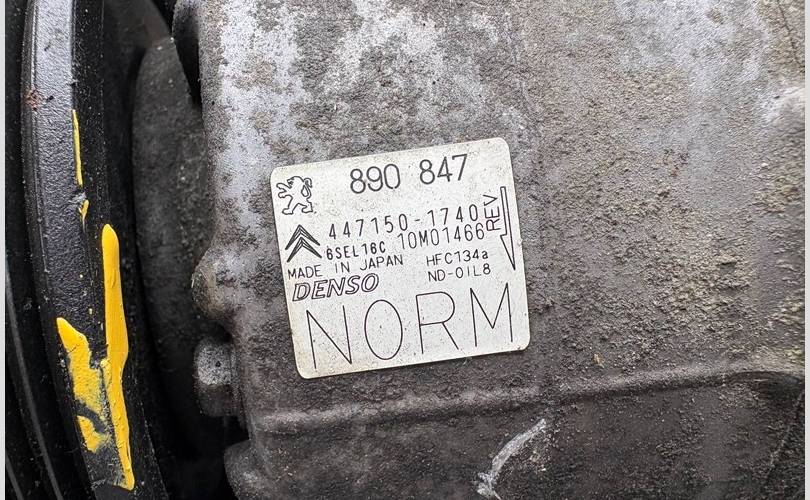 890 847
447150-1740
6SEL16C 10M01466
REV
MADE IN JAPAN HFC134a
DENSO ND-OIL8
NORM